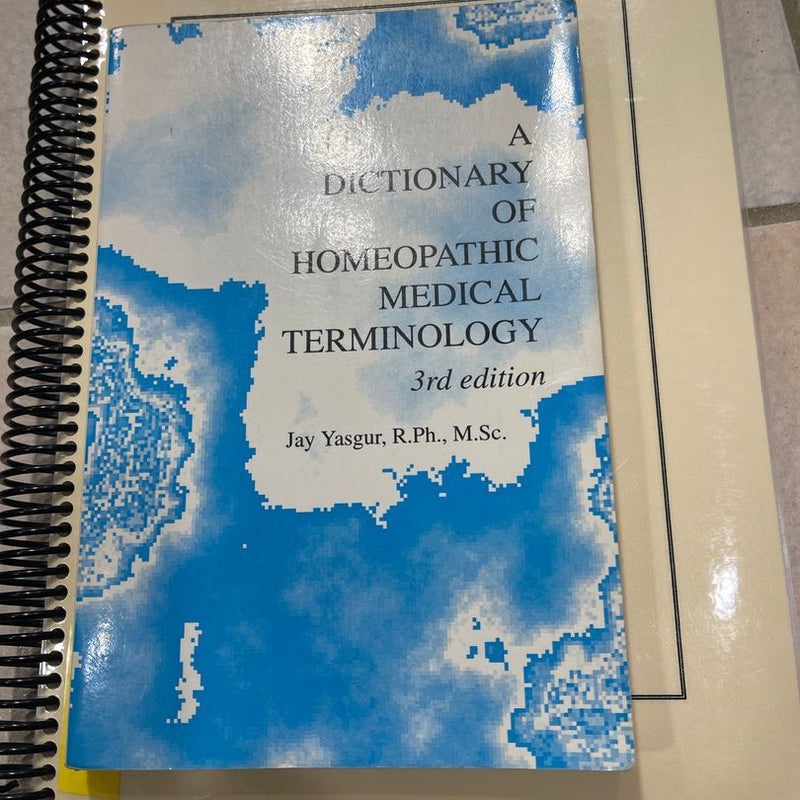 A
DICTIONARY
OF
HOMEOPATHIC
MEDICAL
TERMINOLOGY
3rd edition
Jay Yasgur, R.Ph., M.Sc.